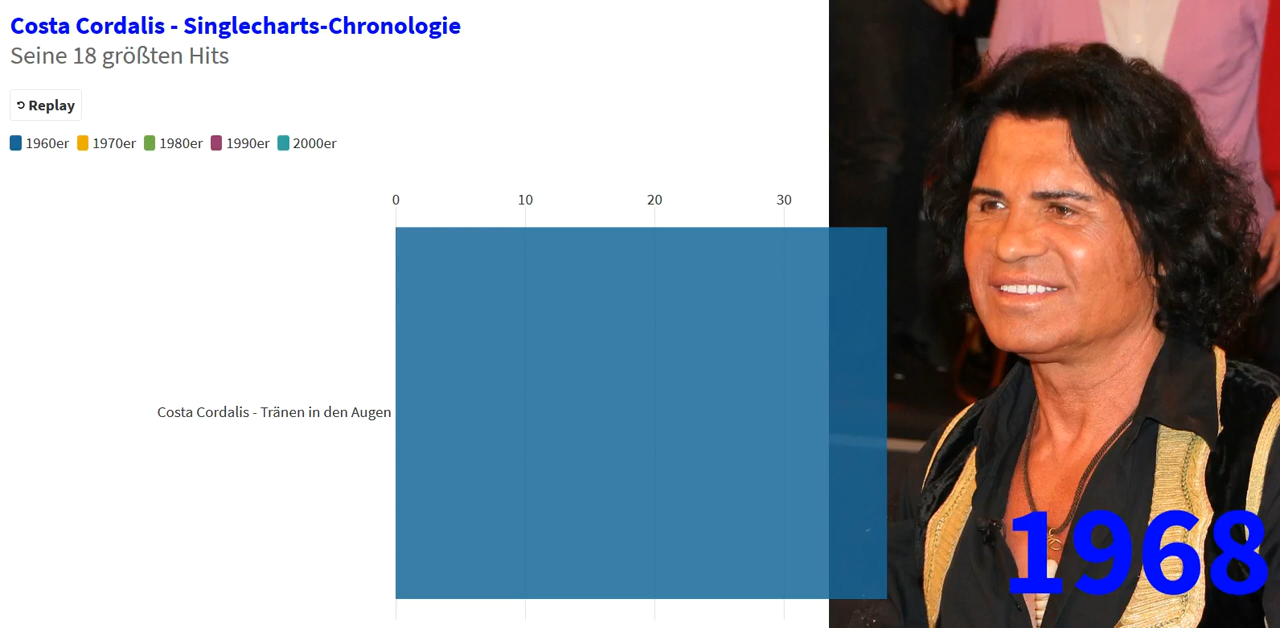 Costa Cordalis - Singlecharts-Chronologie
Seine 18 größten Hits
Replay
1960er 1970er 1980er 1990er 2000er
0 10 20 30
Costa Cordalis - Tränen in den Augen
1968